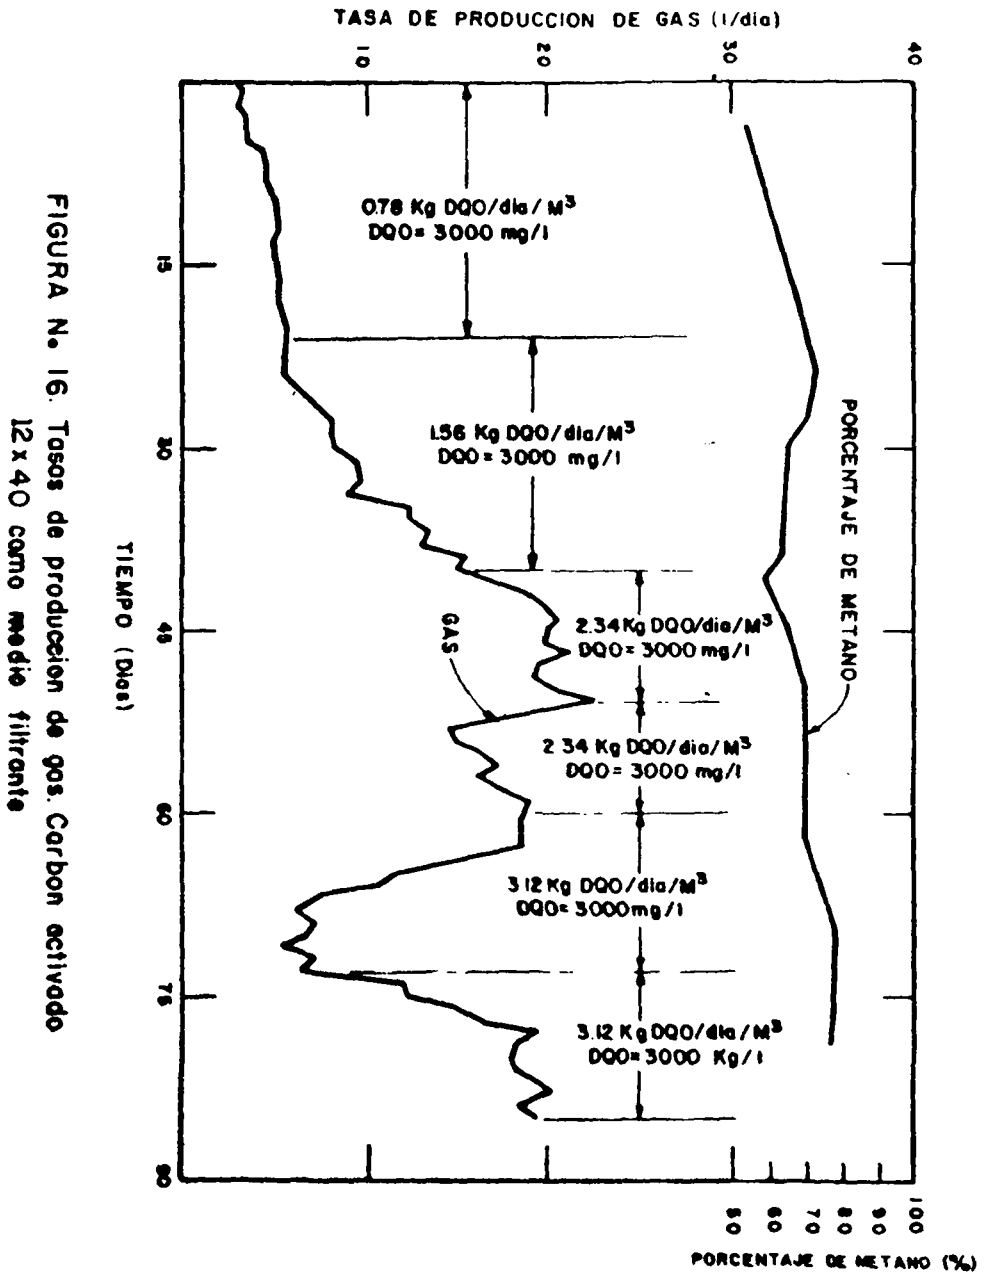 TASA DE PRODUCCION DE GAS (l/dia)
10
20
30
40
0.78 Kg DQO/dia/M³
DQO= 3000 mg/l
1.56 Kg DQO/dia/M³
DQO= 3000 mg/l
2.34 Kg DQO/dia/M³
DQO= 3000 mg/l
2.34 Kg DQO/dia/M³
DQO= 3000 mg/l
3.12 Kg DQO/dia/M³
DQO= 3000mg/l
3.12 Kg DQO/dia/M³
DQO= 3000 Kg/l
GAS
PORCENTAJE DE METANO
15
30
45
60
75
90
TIEMPO (Dias)
50
60
70
80
90
100
PORCENTAJE DE METANO (%)
FIGURA No 16. Tasas de produccion de gas. Carbon activado
12 x 40 como medio filtrante